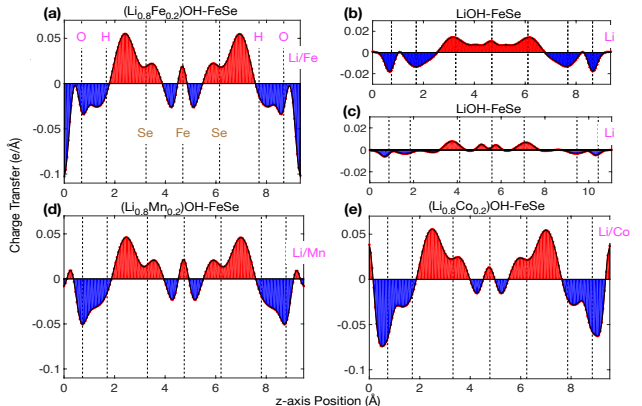 (a) (Li0.8Fe0.2)OH-FeSe
O H H O
Li/Fe
Se Fe Se
0.05
0
-0.05
-0.1
0 2 4 6 8
(b) LiOH-FeSe
Li
0.02
0
-0.02
0 2 4 6 8
(c) LiOH-FeSe
Li
0.02
0
-0.02
0 2 4 6 8 10
Charge Transfer (e/Å)
(d) (Li0.8Mn0.2)OH-FeSe
Li/Mn
0.05
0
-0.05
-0.1
0 2 4 6 8
(e) (Li0.8Co0.2)OH-FeSe
Li/Co
0.05
0
-0.05
-0.1
0 2 4 6 8
z-axis Position (Å)